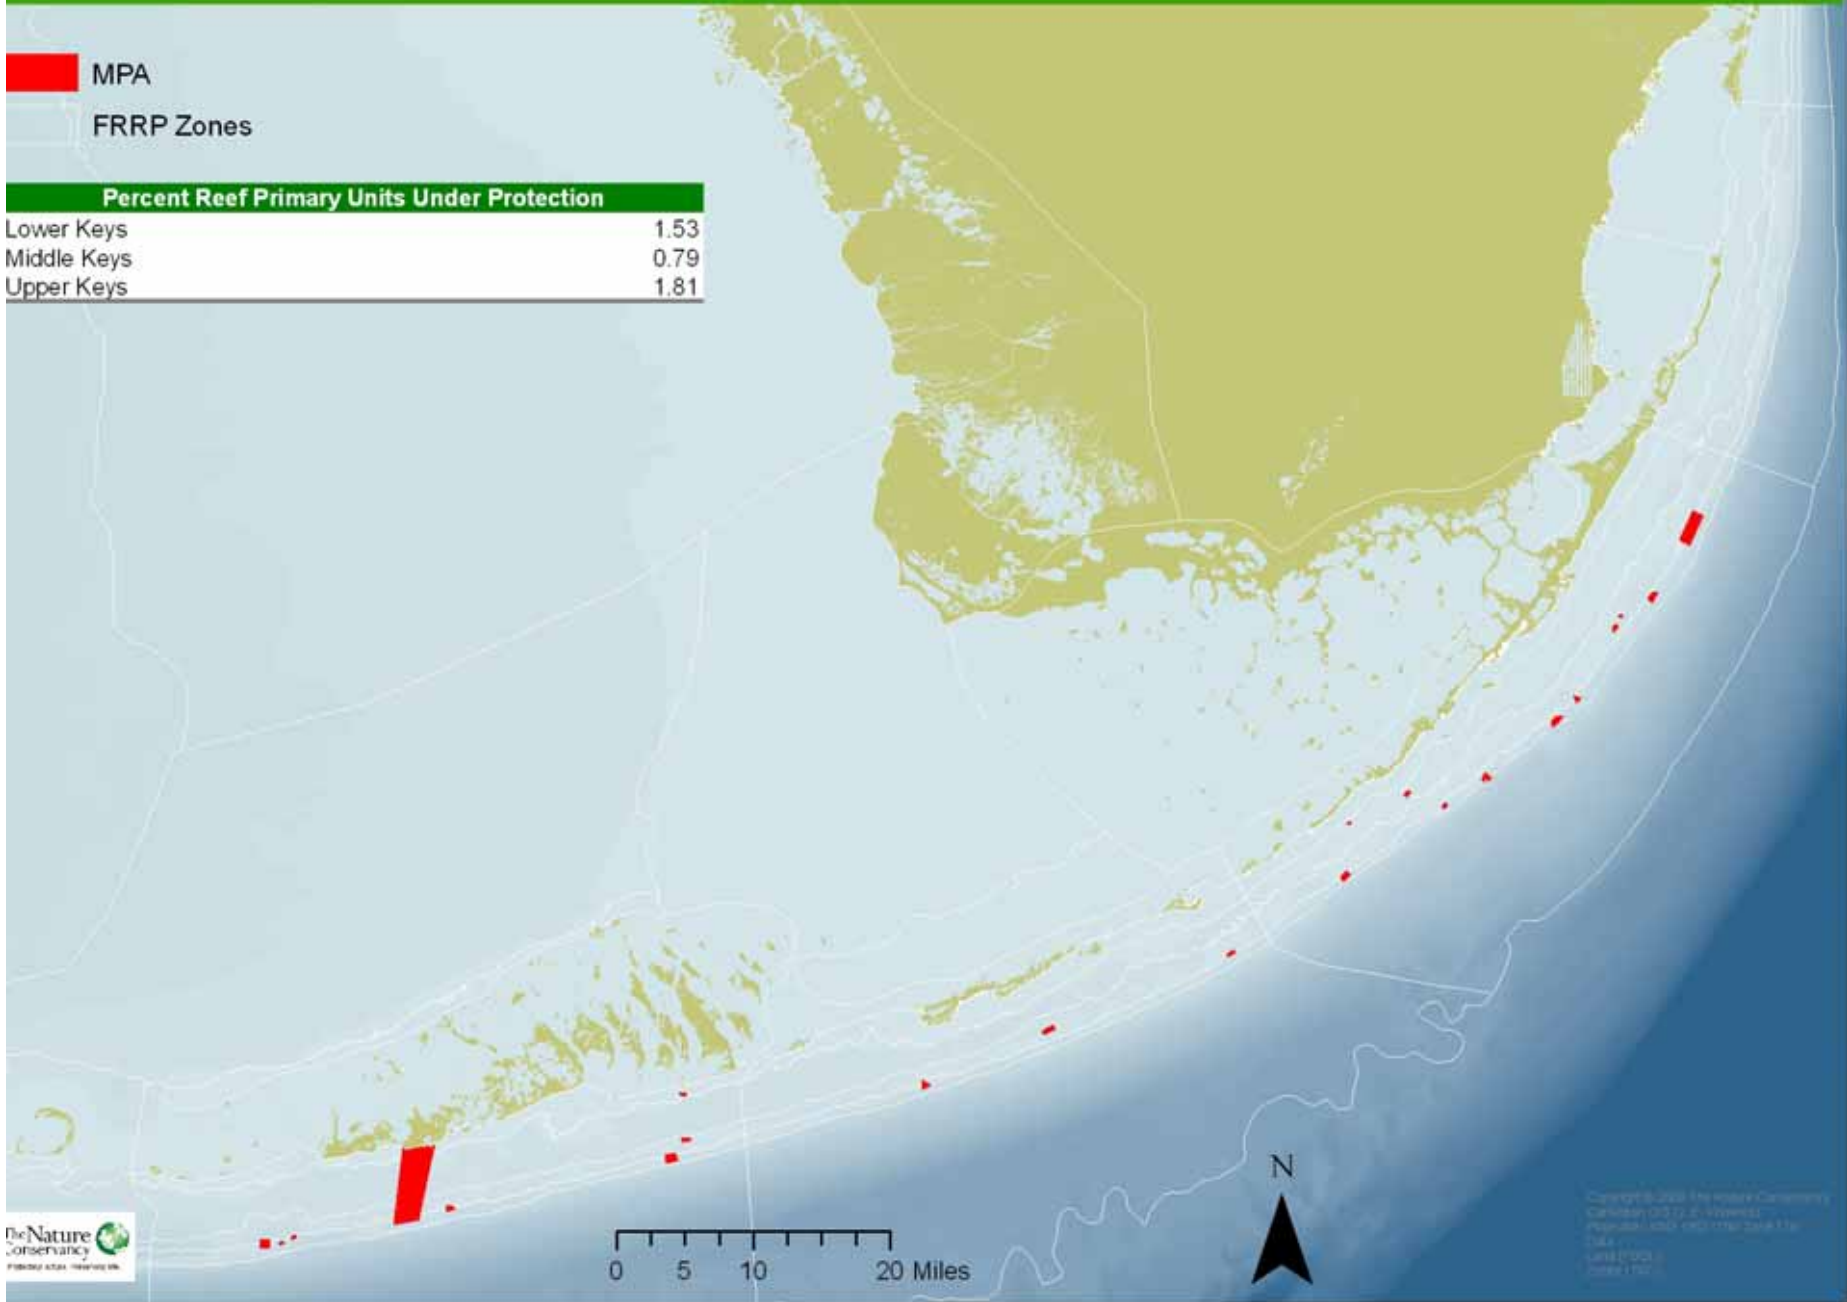 MPA
FRRP Zones
Percent Reef Primary Units Under Protection
Lower Keys 1.53
Middle Keys 0.79
Upper Keys 1.81
N
0 5 10 20 Miles
The Nature
Conservancy